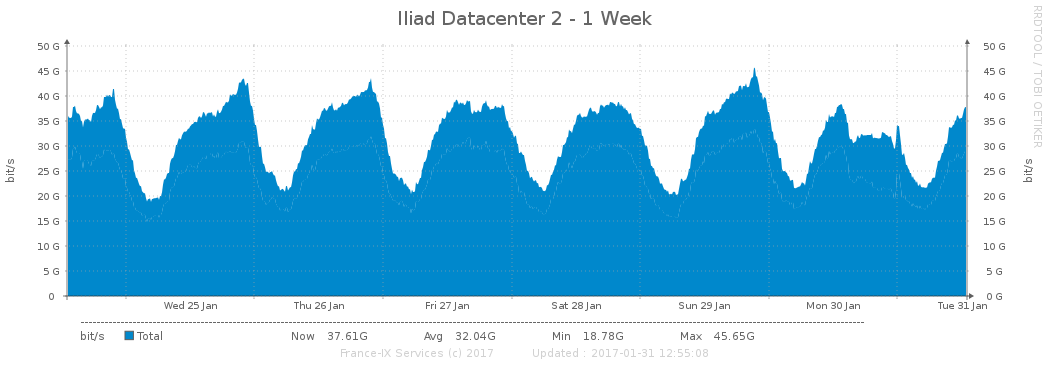 Iliad Datacenter 2 - 1 Week
RRDTOOL / TOBI OETIKER
50 G 50 G
45 G 45 G
40 G 40 G
35 G 35 G
30 G 30 G
25 G 25 G
20 G 20 G
15 G 15 G
10 G 10 G
5 G 5 G
0 0 G
bit/s bit/s
Wed 25 Jan Thu 26 Jan Fri 27 Jan Sat 28 Jan Sun 29 Jan Mon 30 Jan Tue 31 Jan
bit/s Total Now 37.61G Avg 32.04G Min 18.78G Max 45.65G
France-IX Services (c) 2017 Updated : 2017-01-31 12:55:08